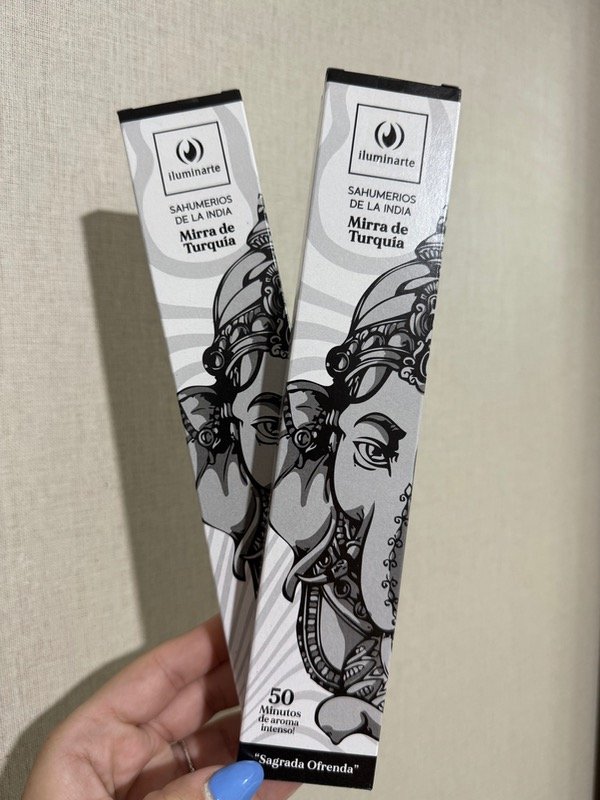 iluminarte
SAHUMERIOS
DE LA INDIA
Mirra de
Turquía
iluminarte
SAHUMERIOS
DE LA INDIA
Mirra de
Turquía
50
Minutos
de aroma
intenso!
"Sagrada Ofrenda"